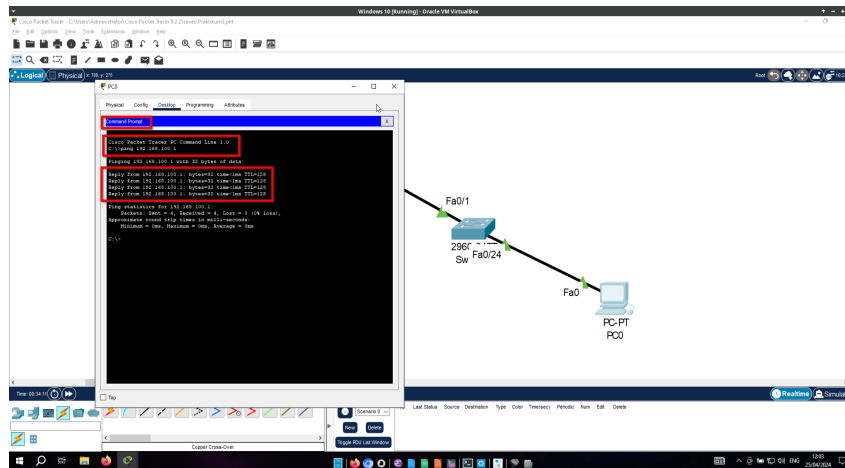 Windows 10 [Running] - Oracle VM VirtualBox
Cisco Packet Tracer - C:\Users\Administrator\Cisco Packet Tracer 8.2.2\saves\Praktikum3.pkt
File Edit Options View Tools Extensions Window Help
Logical
Physical
Root
PC0
Physical Config Desktop Programming Attributes
Command Prompt
X
Cisco Packet Tracer PC Command Line 1.0
C:\>ping 192.168.100.1
Pinging 192.168.100.1 with 32 bytes of data:
Reply from 192.168.100.1: bytes=32 time<1ms TTL=128
Reply from 192.168.100.1: bytes=32 time<1ms TTL=128
Reply from 192.168.100.1: bytes=32 time<1ms TTL=128
Reply from 192.168.100.1: bytes=32 time<1ms TTL=128
Ping statistics for 192.168.100.1:
Packets: Sent = 4, Received = 4, Lost = 0 (0% loss),
Approximate round trip times in milli-seconds:
Minimum = 0ms, Maximum = 0ms, Average = 0ms
C:\>
Top
Fa0/1
Fa0/24
Fa0
PC-PT
PC0
Realtime
Scenario 0
New Delete
Toggle PDU List Window
Last Status Source Destination Type Color Time(sec) Periodic Num Edit Delete
Copper Cross-Over
ENG
12:03
25/04/2024